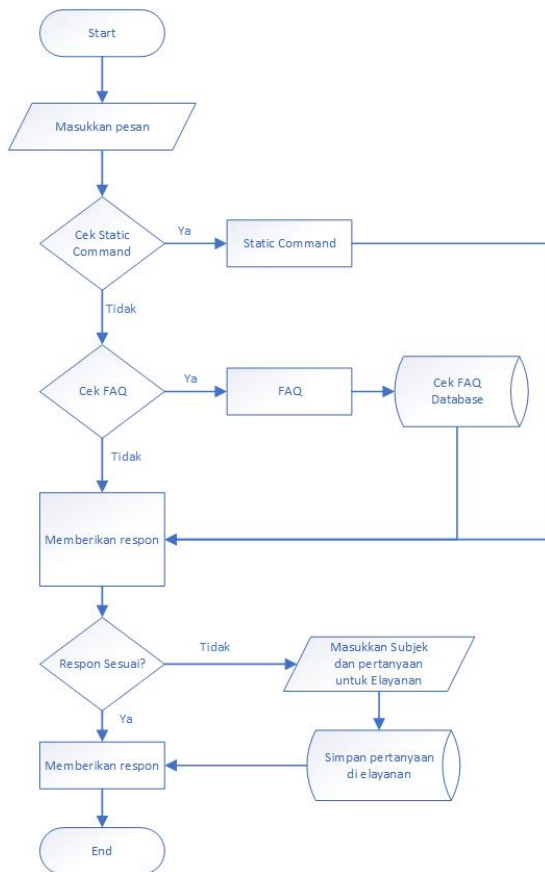 Start
Masukkan pesan
Cek Static
Command
Ya
Static Command
Tidak
Cek FAQ
Ya
FAQ
Cek FAQ
Database
Tidak
Memberikan respon
Respon Sesuai?
Tidak
Masukkan Subjek
dan pertanyaan
untuk Elayanan
Ya
Memberikan respon
Simpan pertanyaan
di elayanan
End